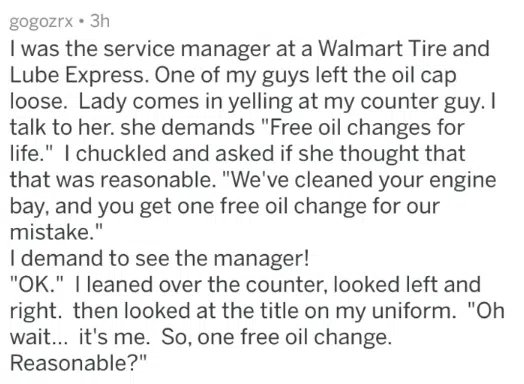 gogozrx • 3h
I was the service manager at a Walmart Tire and
Lube Express. One of my guys left the oil cap
loose.  Lady comes in yelling at my counter guy. I
talk to her. she demands "Free oil changes for
life."  I chuckled and asked if she thought that
that was reasonable. "We've cleaned your engine
bay, and you get one free oil change for our
mistake."
I demand to see the manager!
"OK."  I leaned over the counter, looked left and
right.  then looked at the title on my uniform.  "Oh
wait...  it's me.  So, one free oil change.
Reasonable?"